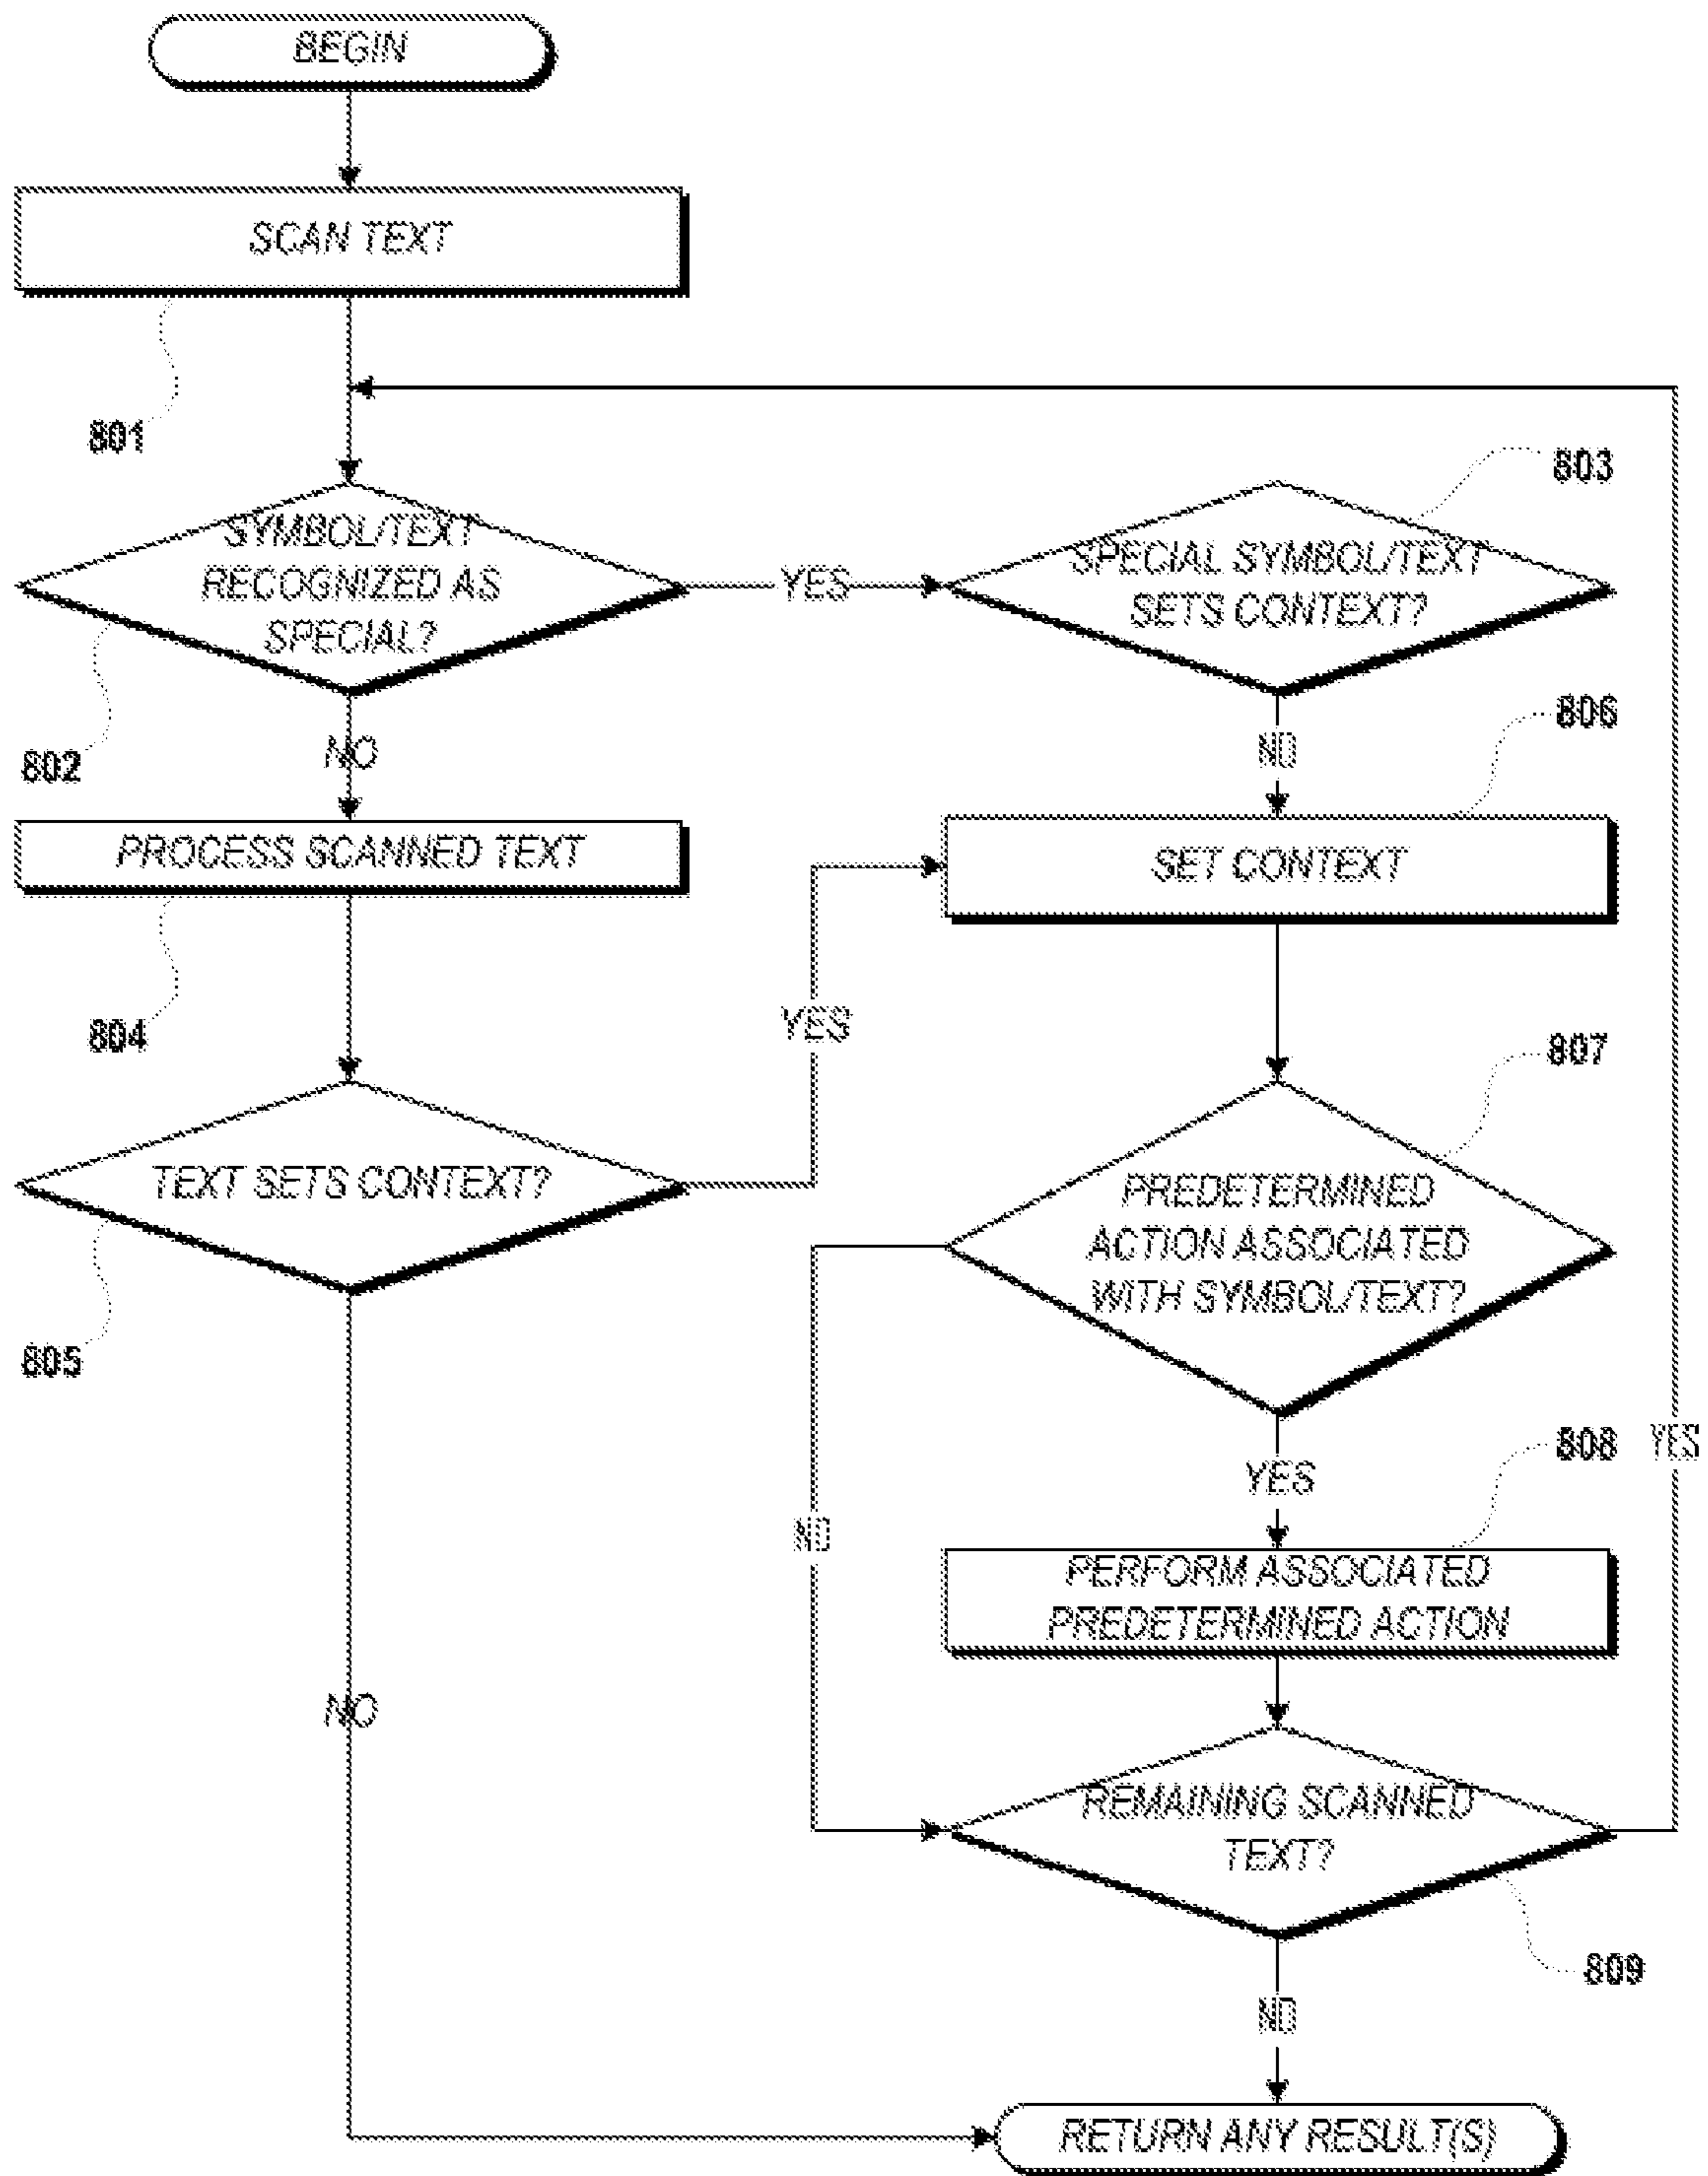 BEGIN
SCAN TEXT
801
803
SYMBOL/TEXT
RECOGNIZED AS
SPECIAL?
YES
SPECIAL SYMBOL/TEXT
SETS CONTEXT?
802
NO
NO
806
PROCESS SCANNED TEXT
SET CONTEXT
804
YES
807
TEXT SETS CONTEXT?
PREDETERMINED
ACTION ASSOCIATED
WITH SYMBOL/TEXT?
805
808
YES
YES
NO
PERFORM ASSOCIATED
PREDETERMINED ACTION
NO
REMAINING SCANNED
TEXT?
809
NO
RETURN ANY RESULT(S)